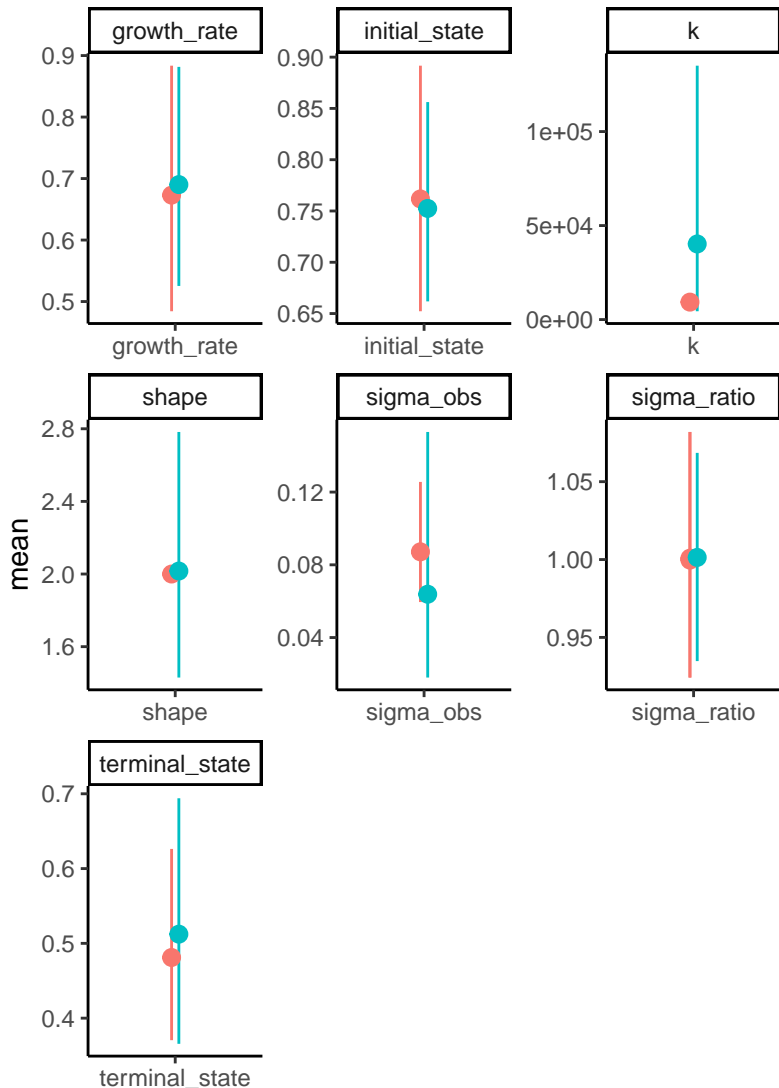 growth_rate
initial_state
k
0.9
0.8
0.7
0.6
0.5
0.90
0.85
0.80
0.75
0.70
0.65
1e+05
5e+04
0e+00
growth_rate
initial_state
k
shape
sigma_obs
sigma_ratio
mean
2.8
2.4
2.0
1.6
0.12
0.08
0.04
1.05
1.00
0.95
shape
sigma_obs
sigma_ratio
terminal_state
0.7
0.6
0.5
0.4
terminal_state